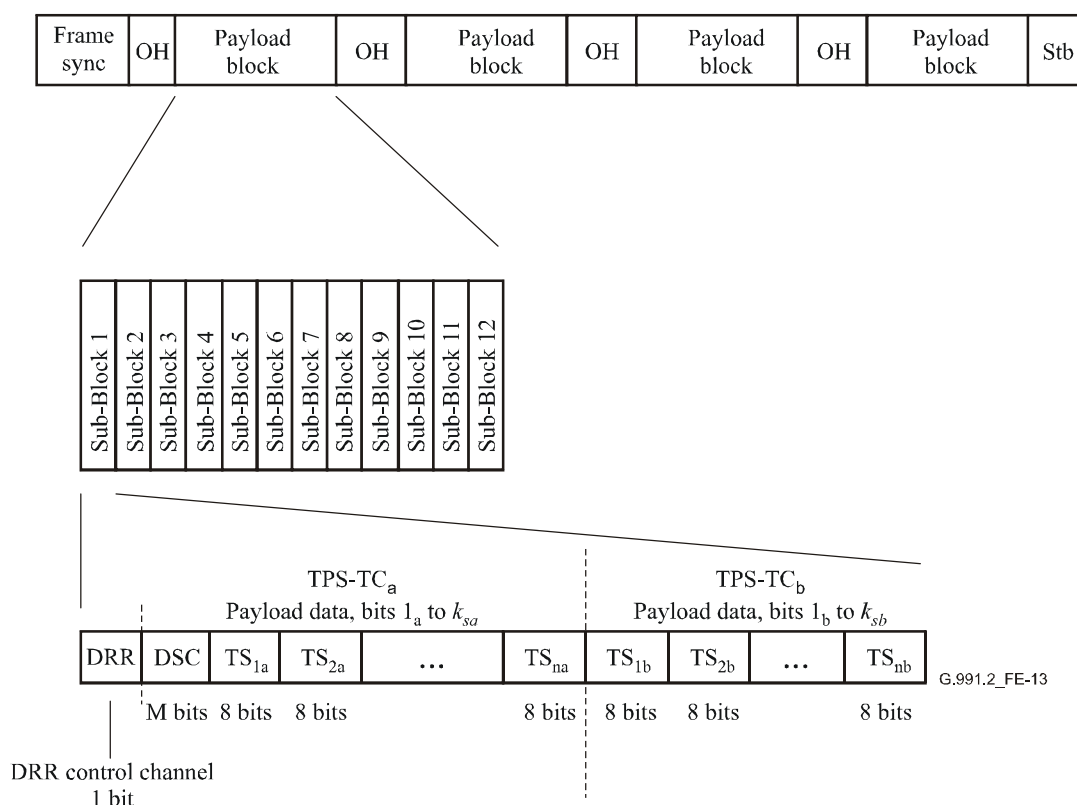 Frame sync OH Payload block OH Payload block OH Payload block OH Payload block Stb
Sub-Block 1
Sub-Block 2
Sub-Block 3
Sub-Block 4
Sub-Block 5
Sub-Block 6
Sub-Block 7
Sub-Block 8
Sub-Block 9
Sub-Block 10
Sub-Block 11
Sub-Block 12
TPS-TCa TPS-TCb
Payload data, bits 1a to ksa Payload data, bits 1b to ksb
DRR DSC TS1a TS2a ... TSna TS1b TS2b ... TSnb
G.991.2_FE-13
M bits 8 bits 8 bits 8 bits 8 bits 8 bits 8 bits
DRR control channel
1 bit